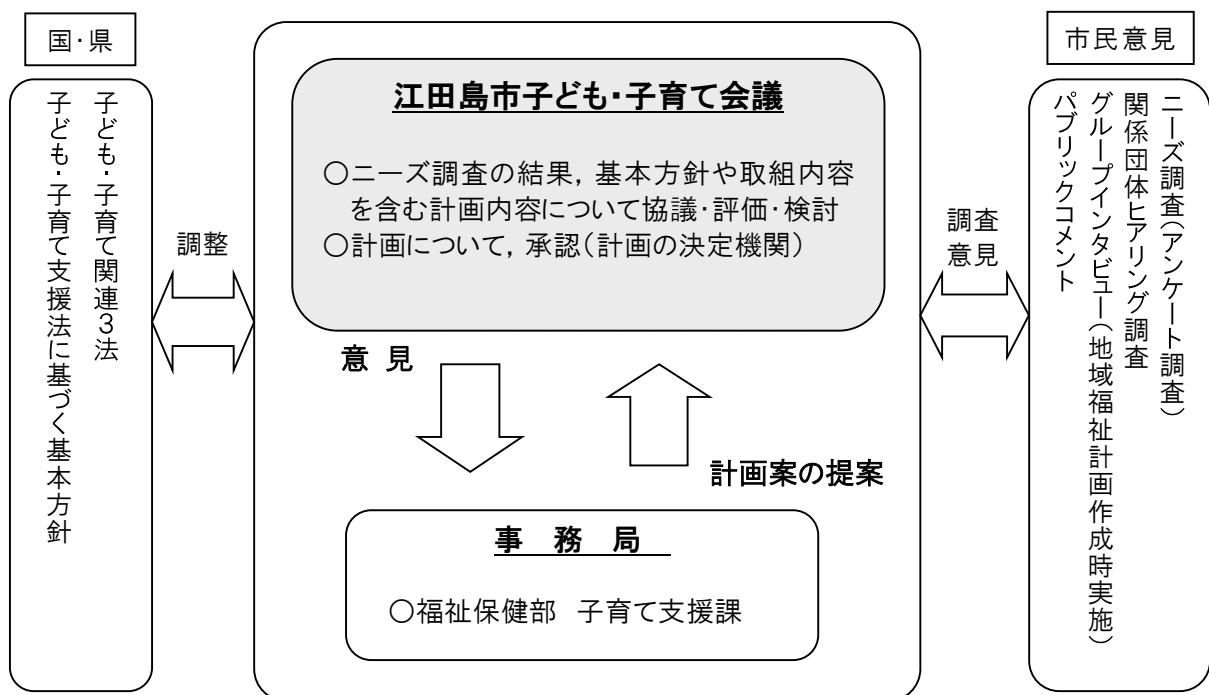 国・県
子ども・子育て関連３法
子ども・子育て支援法に基づく基本方針
調整
江田島市子ども・子育て会議
○ニーズ調査の結果，基本方針や取組内容
を含む計画内容について協議・評価・検討
○計画について，承認（計画の決定機関）
意 見
計画案の提案
事 務 局
○福祉保健部 子育て支援課
調査
意見
市民意見
ニーズ調査（アンケート調査）
関係団体ヒアリング調査
グループインタビュー（地域福祉計画作成時実施）
パブリックコメント